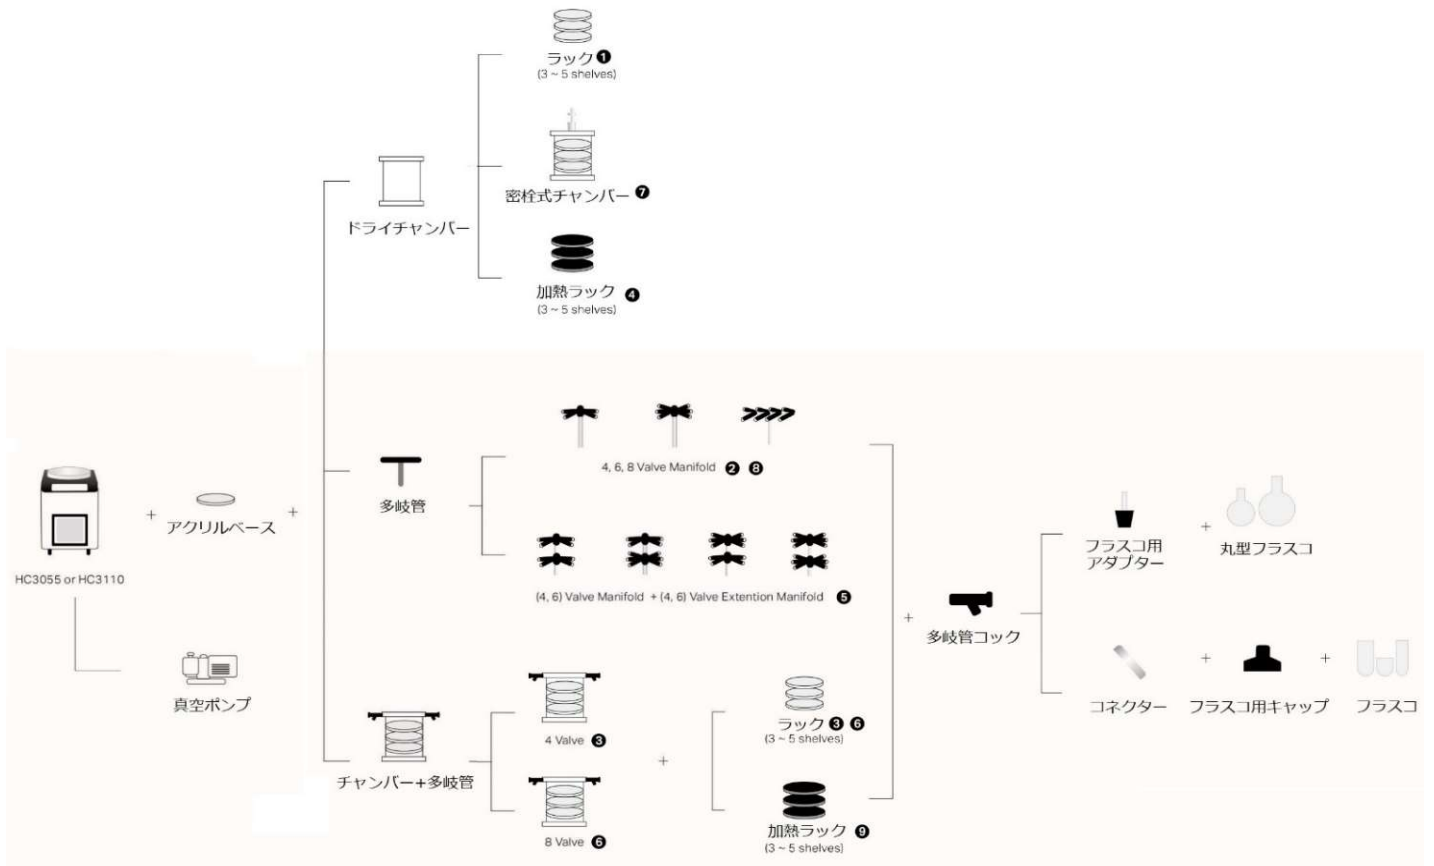 ラック ❶
(3 ~ 5 shelves)
密栓式チャンバー ❼
ドライチャンバー
加熱ラック ❹
(3 ~ 5 shelves)
4, 6, 8 Valve Manifold ❷ ❽
多岐管
+ アクリルベース +
HC3055 or HC3110
(4, 6) Valve Manifold + (4, 6) Valve Extention Manifold ❺
フラスコ用
アダプター
+
丸型フラスコ
+ 多岐管コック
真空ポンプ
コネクター + フラスコ用キャップ + フラスコ
4 Valve ❸
ラック ❸ ❻
(3 ~ 5 shelves)
チャンバー+多岐管
+
8 Valve ❻
加熱ラック ❾
(3 ~ 5 shelves)